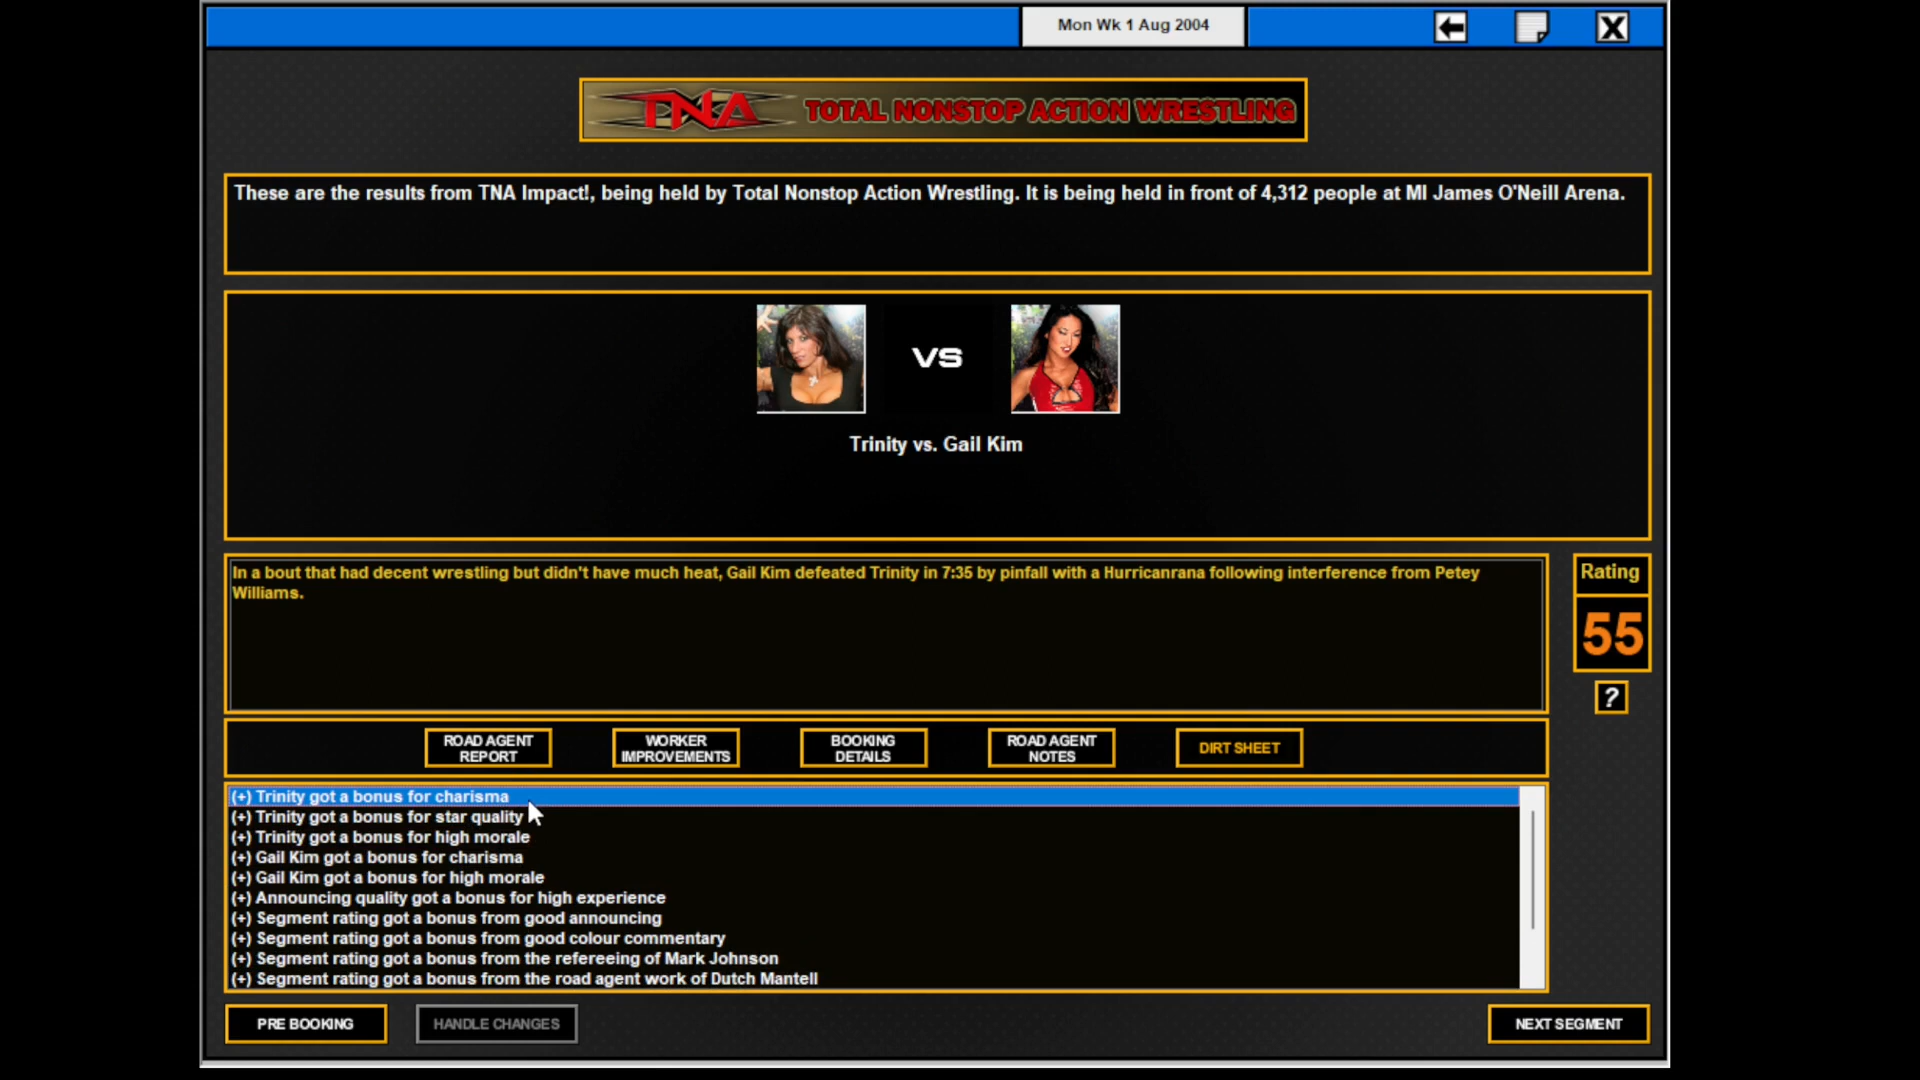 Mon Wk 1 Aug 2004
TNA TOTAL NONSTOP ACTION WRESTLING
These are the results from TNA Impact!, being held by Total Nonstop Action Wrestling. It is being held in front of 4,312 people at MI James O'Neill Arena.
VS
Trinity vs. Gail Kim
In a bout that had decent wrestling but didn't have much heat, Gail Kim defeated Trinity in 7:35 by pinfall with a Hurricanrana following interference from Petey
Williams.
Rating
55
?
ROAD AGENT REPORT
WORKER IMPROVEMENTS
BOOKING DETAILS
ROAD AGENT NOTES
DIRT SHEET
(+) Trinity got a bonus for charisma
(+) Trinity got a bonus for star quality
(+) Trinity got a bonus for high morale
(+) Gail Kim got a bonus for charisma
(+) Gail Kim got a bonus for high morale
(+) Announcing quality got a bonus for high experience
(+) Segment rating got a bonus from good announcing
(+) Segment rating got a bonus from good colour commentary
(+) Segment rating got a bonus from the refereeing of Mark Johnson
(+) Segment rating got a bonus from the road agent work of Dutch Mantell
PRE BOOKING
HANDLE CHANGES
NEXT SEGMENT